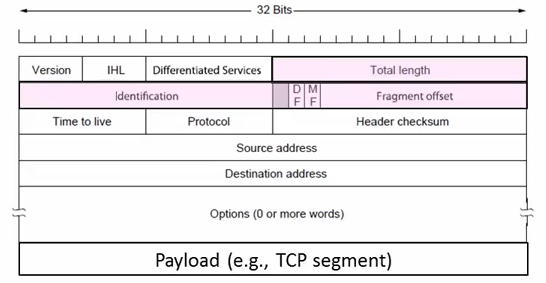 32 Bits
Version IHL Differentiated Services Total length
Identification D M Fragment offset
F F
Time to live Protocol Header checksum
Source address
Destination address
Options (0 or more words)
Payload (e.g., TCP segment)